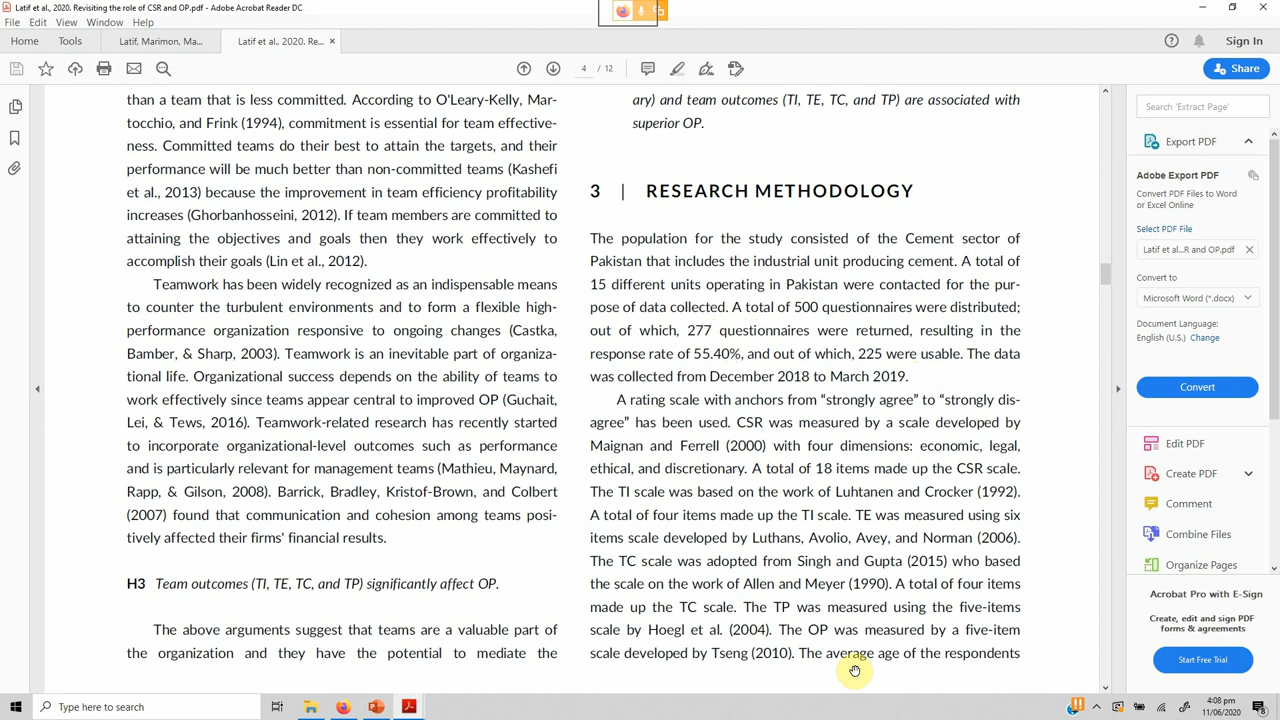 Latif et al., 2020. Revisiting the role of CSR and OP.pdf - Adobe Acrobat Reader DC
File Edit View Window Help
Home Tools Latif, Marimon, Ma... Latif et al., 2020. Re... × Sign In
4 / 12 Share
than a team that is less committed. According to O'Leary-Kelly, Mar-
tocchio, and Frink (1994), commitment is essential for team effective-
ness. Committed teams do their best to attain the targets, and their
performance will be much better than non-committed teams (Kashefi
et al., 2013) because the improvement in team efficiency profitability
increases (Ghorbanhosseini, 2012). If team members are committed to
attaining the objectives and goals then they work effectively to
accomplish their goals (Lin et al., 2012).
Teamwork has been widely recognized as an indispensable means
to counter the turbulent environments and to form a flexible high-
performance organization responsive to ongoing changes (Castka,
Bamber, & Sharp, 2003). Teamwork is an inevitable part of organiza-
tional life. Organizational success depends on the ability of teams to
work effectively since teams appear central to improved OP (Guchait,
Lei, & Tews, 2016). Teamwork-related research has recently started
to incorporate organizational-level outcomes such as performance
and is particularly relevant for management teams (Mathieu, Maynard,
Rapp, & Gilson, 2008). Barrick, Bradley, Kristof-Brown, and Colbert
(2007) found that communication and cohesion among teams posi-
tively affected their firms' financial results.
H3 Team outcomes (TI, TE, TC, and TP) significantly affect OP.
The above arguments suggest that teams are a valuable part of
the organization and they have the potential to mediate the
ary) and team outcomes (TI, TE, TC, and TP) are associated with
superior OP.
3 | RESEARCH METHODOLOGY
The population for the study consisted of the Cement sector of
Pakistan that includes the industrial unit producing cement. A total of
15 different units operating in Pakistan were contacted for the pur-
pose of data collected. A total of 500 questionnaires were distributed;
out of which, 277 questionnaires were returned, resulting in the
response rate of 55.40%, and out of which, 225 were usable. The data
was collected from December 2018 to March 2019.
A rating scale with anchors from “strongly agree” to “strongly dis-
agree” has been used. CSR was measured by a scale developed by
Maignan and Ferrell (2000) with four dimensions: economic, legal,
ethical, and discretionary. A total of 18 items made up the CSR scale.
The TI scale was based on the work of Luhtanen and Crocker (1992).
A total of four items made up the TI scale. TE was measured using six
items scale developed by Luthans, Avolio, Avey, and Norman (2006).
The TC scale was adopted from Singh and Gupta (2015) who based
the scale on the work of Allen and Meyer (1990). A total of four items
made up the TC scale. The TP was measured using the five-items
scale by Hoegl et al. (2004). The OP was measured by a five-item
scale developed by Tseng (2010). The average age of the respondents
Search 'Extract Page'
Export PDF
Adobe Export PDF
Convert PDF Files to Word
or Excel Online
Select PDF File
Latif et al...R and OP.pdf
Convert to
Microsoft Word (*.docx)
Document Language:
English (U.S.) Change
Convert
Edit PDF
Create PDF
Comment
Combine Files
Organize Pages
Acrobat Pro with E-Sign
Create, edit and sign PDF
forms & agreements
Start Free Trial
Type here to search
4:08 pm
11/06/2020
8